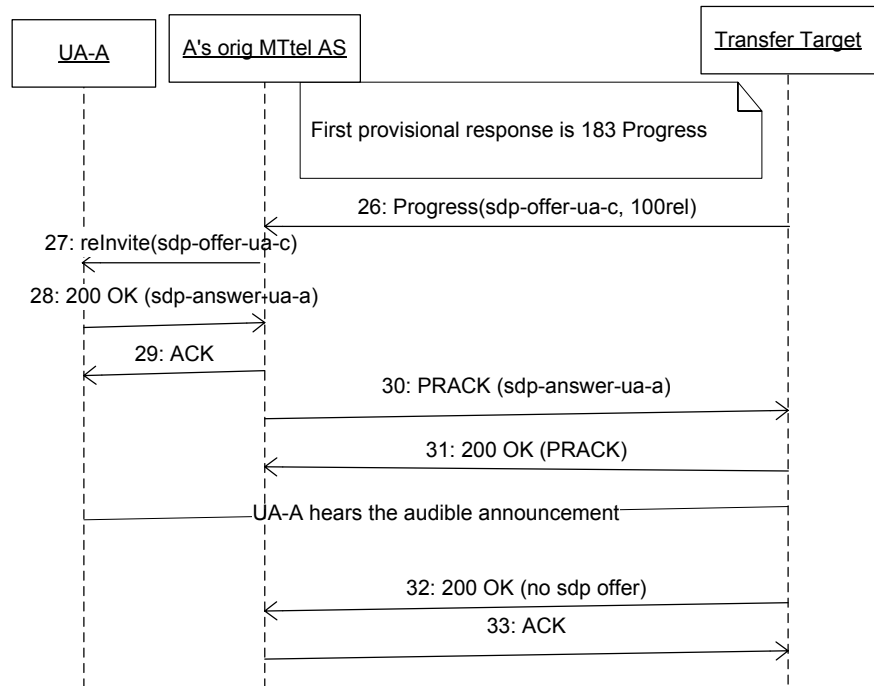 UA-A
A's orig MTtel AS
Transfer Target
First provisional response is 183 Progress
26: Progress(sdp-offer-ua-c, 100rel)
27: reInvite(sdp-offer-ua-c)
28: 200 OK (sdp-answer-ua-a)
29: ACK
30: PRACK (sdp-answer-ua-a)
31: 200 OK (PRACK)
UA-A hears the audible announcement
32: 200 OK (no sdp offer)
33: ACK